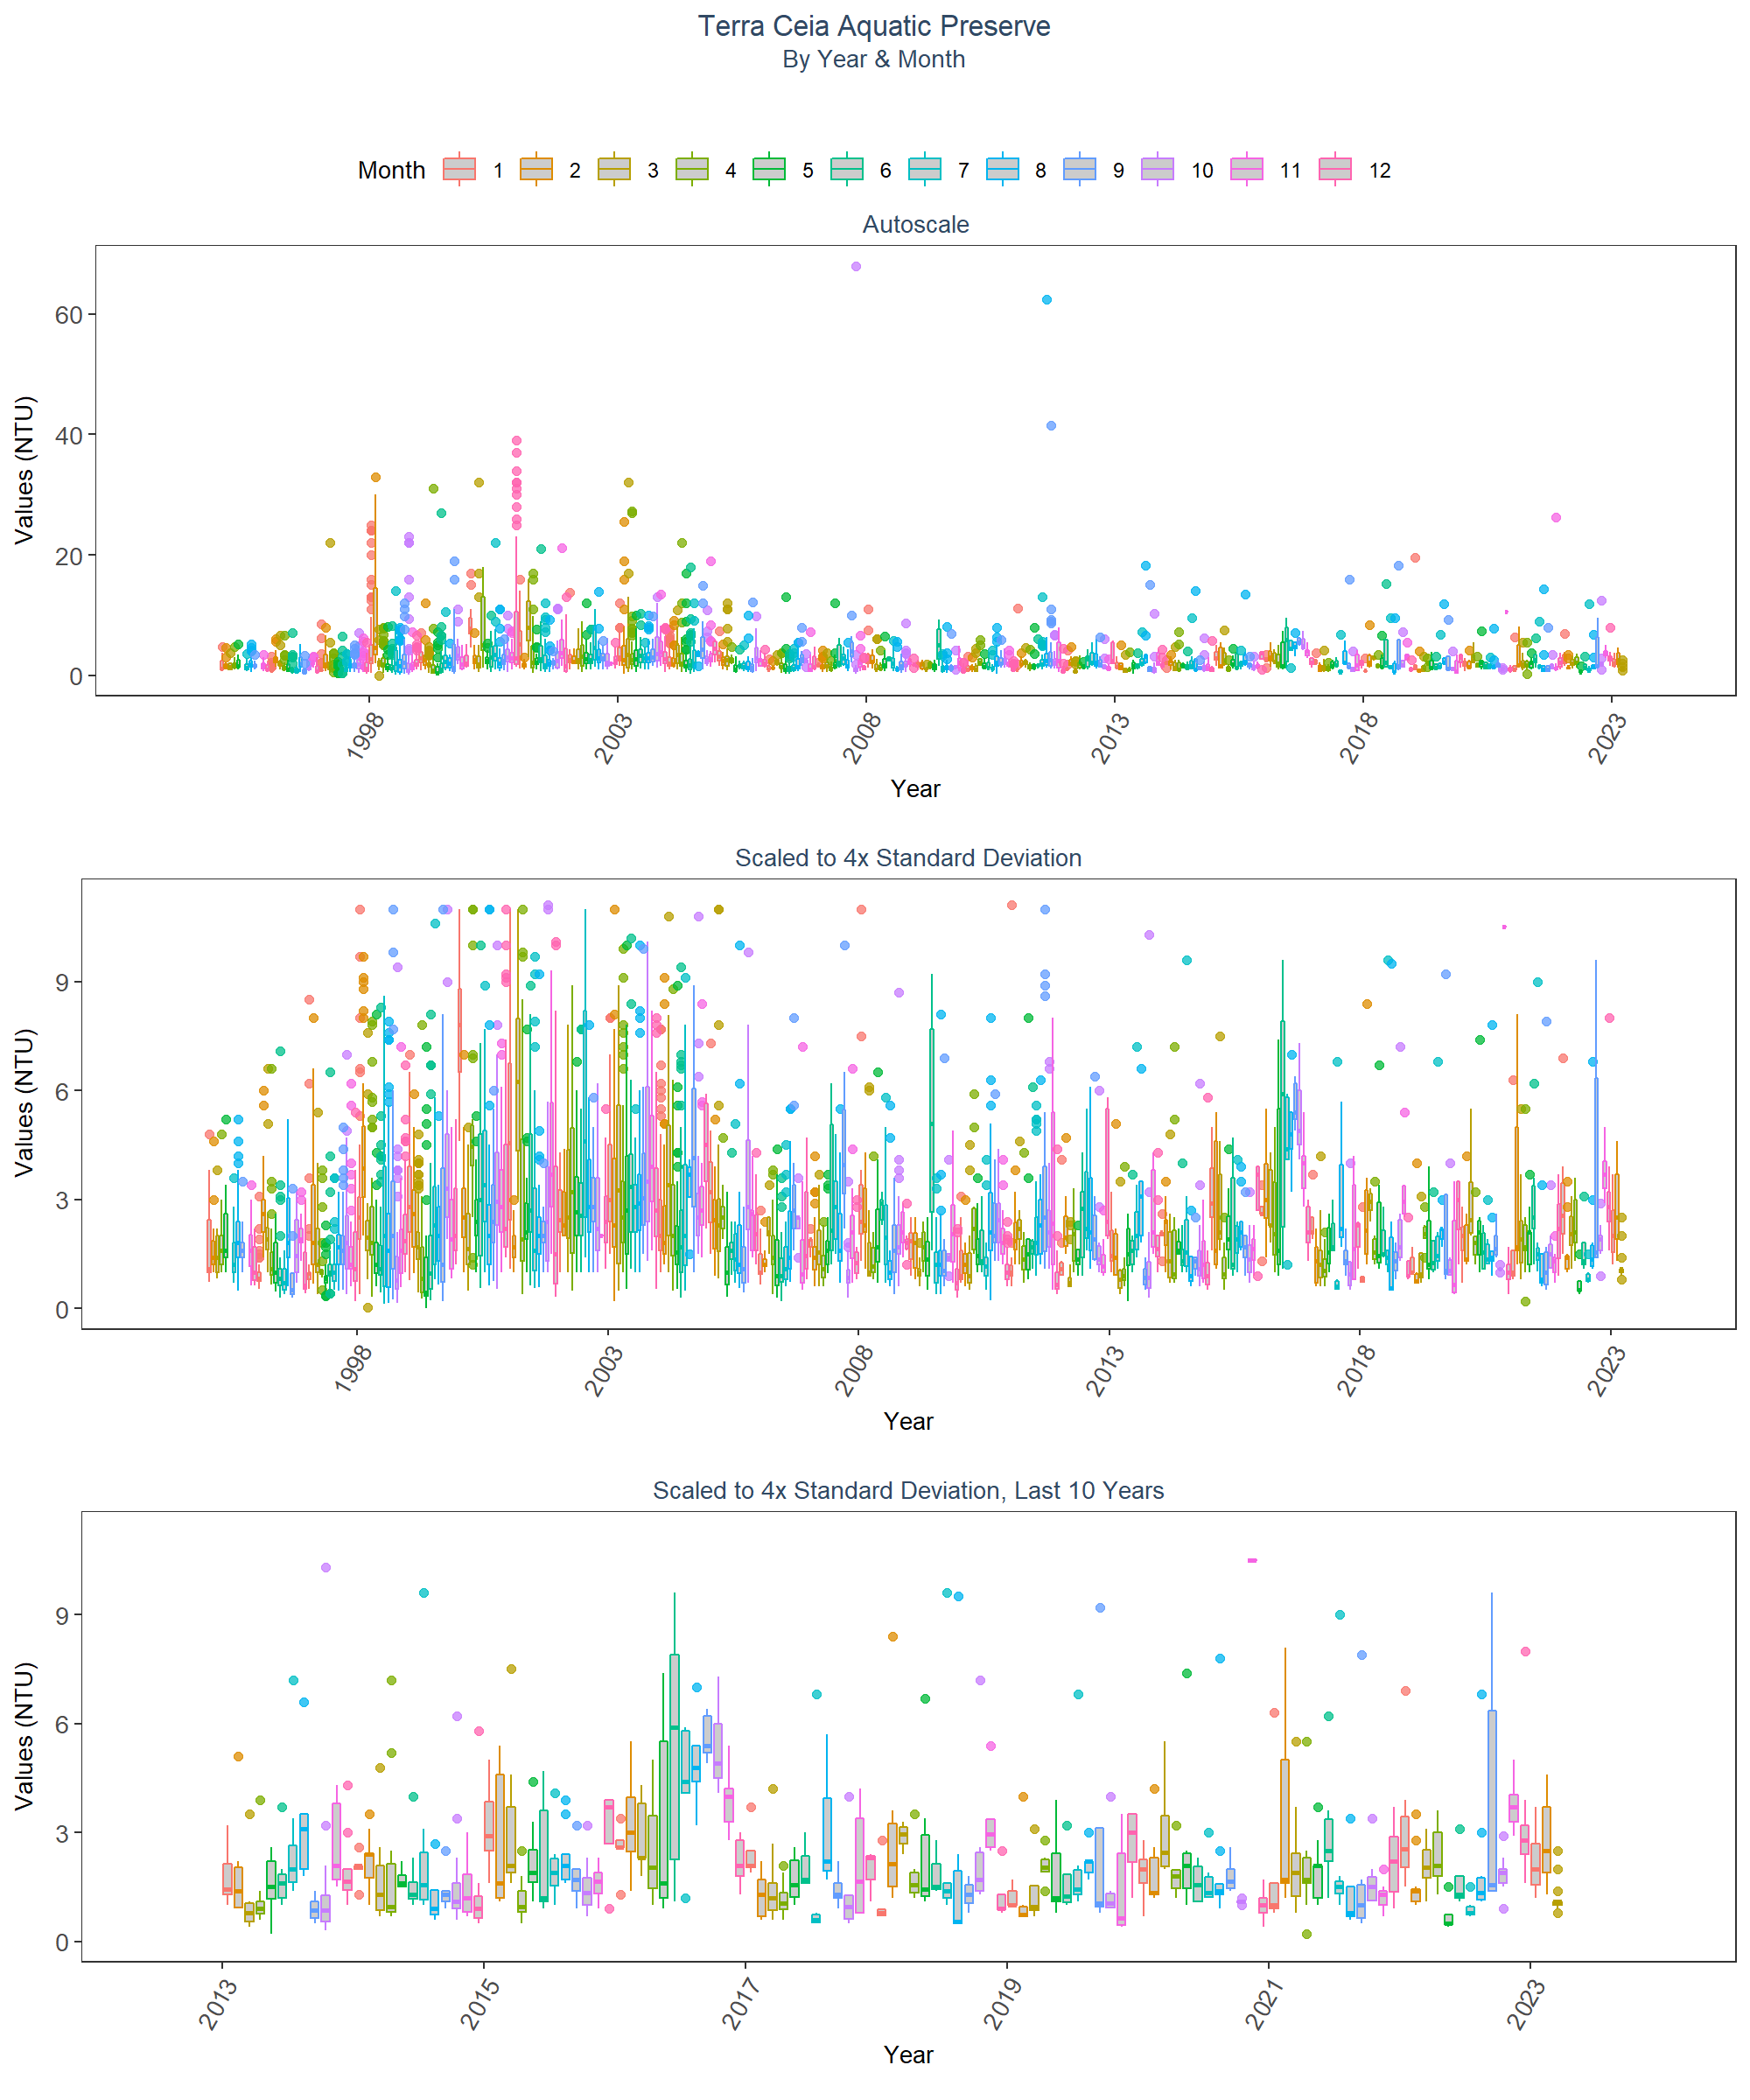 Terra Ceia Aquatic Preserve
By Year & Month
Month 1 2 3 4 5 6 7 8 9 10 11 12
Autoscale
Values (NTU)
60
40
20
0
1998 2003 2008 2013 2018 2023
Year
Scaled to 4x Standard Deviation
Values (NTU)
9
6
3
0
1998 2003 2008 2013 2018 2023
Year
Scaled to 4x Standard Deviation, Last 10 Years
Values (NTU)
9
6
3
0
2013 2015 2017 2019 2021 2023
Year